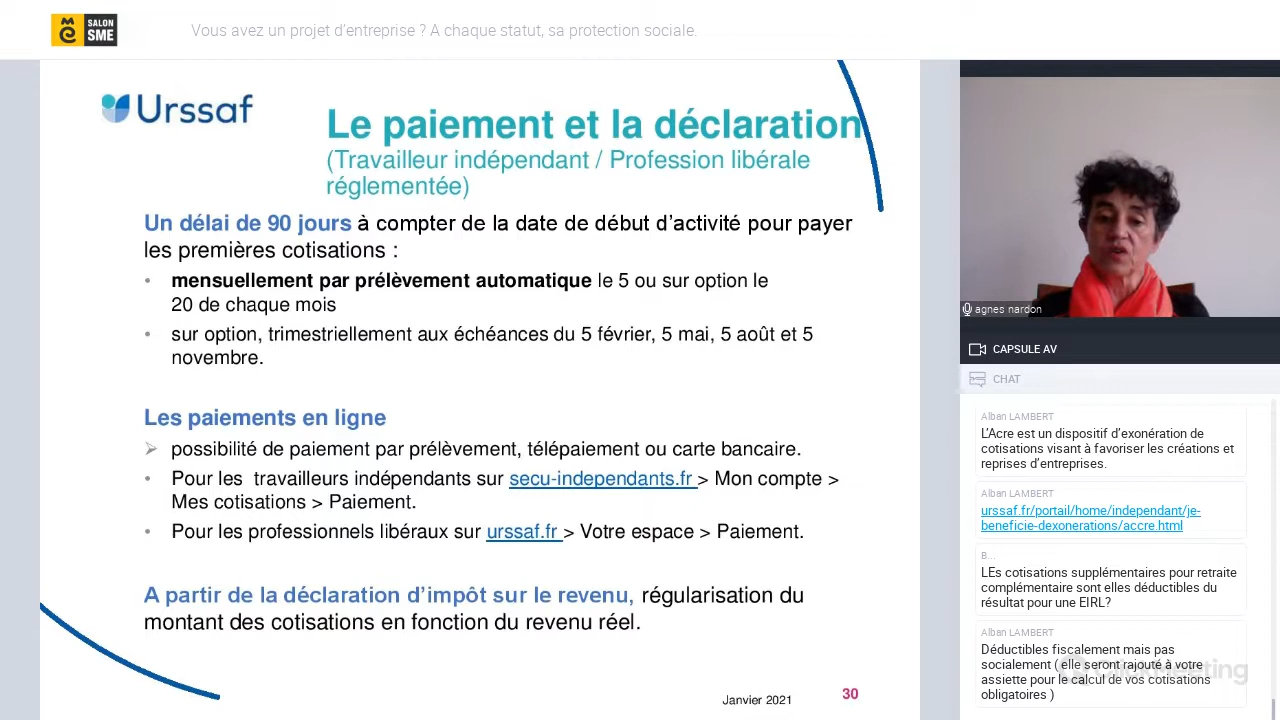 SALON
SME
Vous avez un projet d'entreprise ? A chaque statut, sa protection sociale.
Urssaf
Le paiement et la déclaration
(Travailleur indépendant / Profession libérale
réglementée)
Un délai de 90 jours à compter de la date de début d'activité pour payer
les premières cotisations :
• mensuellement par prélèvement automatique le 5 ou sur option le
20 de chaque mois
• sur option, trimestriellement aux échéances du 5 février, 5 mai, 5 août et 5
novembre.
Les paiements en ligne
➢ possibilité de paiement par prélèvement, télépaiement ou carte bancaire.
• Pour les travailleurs indépendants sur secu-independants.fr > Mon compte >
Mes cotisations > Paiement.
• Pour les professionnels libéraux sur urssaf.fr > Votre espace > Paiement.
A partir de la déclaration d'impôt sur le revenu, régularisation du
montant des cotisations en fonction du revenu réel.
Janvier 2021
30
agnes nardon
CAPSULE AV
CHAT
Alban LAMBERT
L'Acre est un dispositif d'exonération de
cotisations visant à favoriser les créations et
reprises d'entreprises.
Alban LAMBERT
urssaf.fr/portail/home/independant/je-
beneficie-dexonerations/accre.html
B...
LEs cotisations supplémentaires pour retraite
complémentaire sont elles déductibles du
résultat pour une EIRL?
Alban LAMBERT
Déductibles fiscalement mais pas
socialement ( elle seront rajouté à votre
assiette pour le calcul de vos cotisations
obligatoires )
ClickMeeting